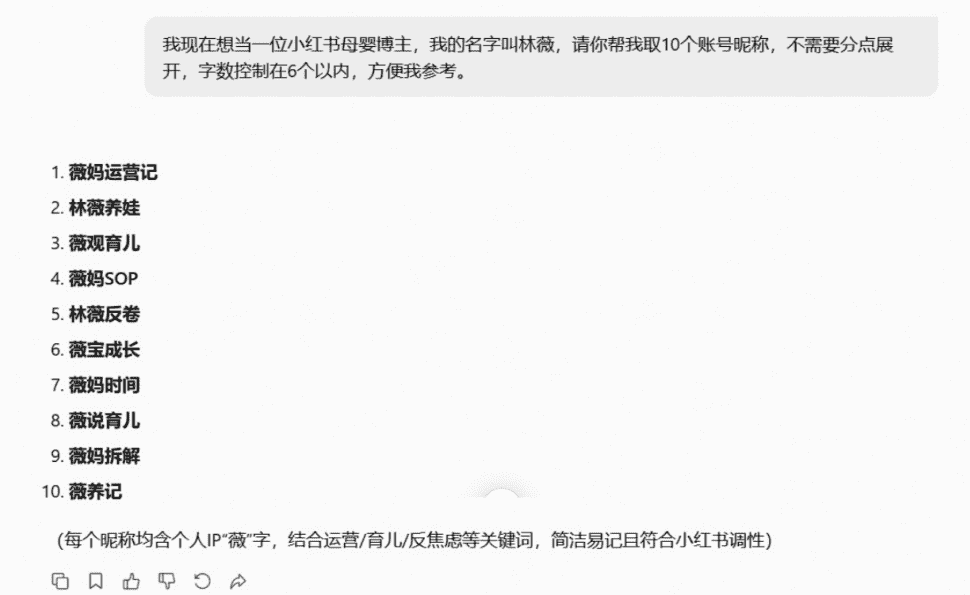 我现在想当一位小红书母婴博主，我的名字叫林薇，请你帮我取10个账号昵称，不需要分点展
开，字数控制在6个以内，方便我参考。
1. 薇妈运营记
2. 林薇养娃
3. 薇观育儿
4. 薇妈SOP
5. 林薇反卷
6. 薇宝成长
7. 薇妈时间
8. 薇说育儿
9. 薇妈拆解
10. 薇养记
（每个昵称均含个人IP“薇”字，结合运营/育儿/反焦虑等关键词，简洁易记且符合小红书调性）